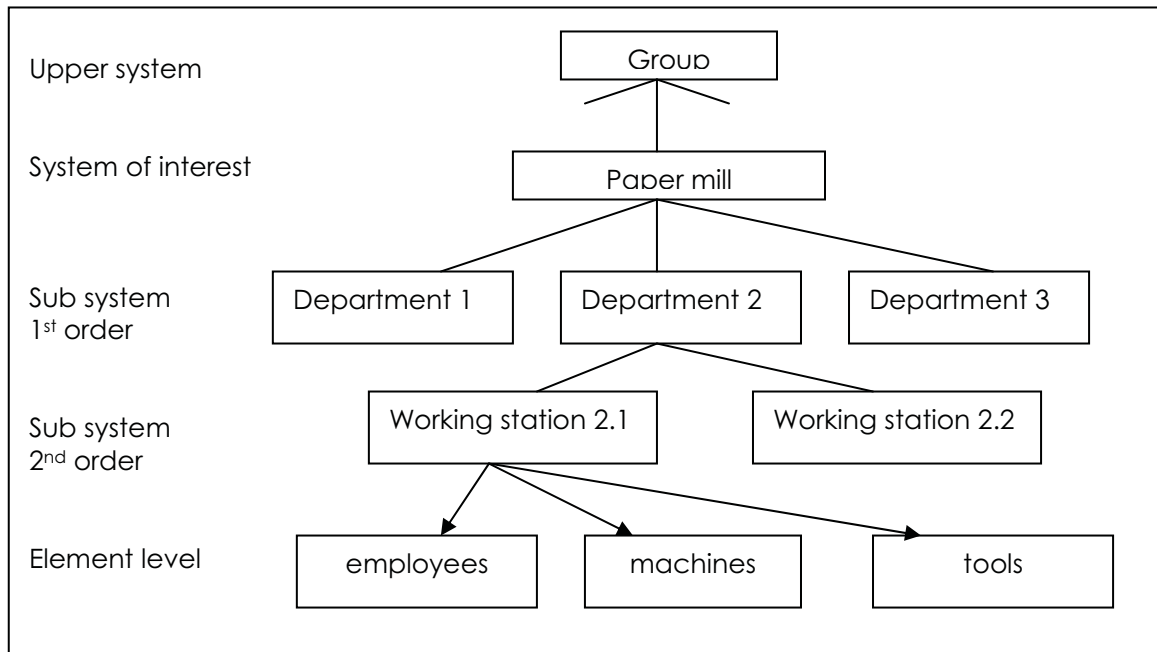 Upper system
Group
System of interest
Paper mill
Sub system
1st order
Department 1
Department 2
Department 3
Sub system
2nd order
Working station 2.1
Working station 2.2
Element level
employees
machines
tools